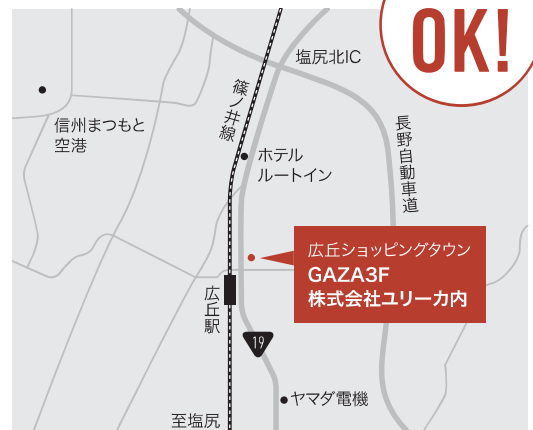 OK!
塩尻北IC
篠ノ井線
信州まつもと
空港
長野自動車道
ホテル
ルートイン
広丘ショッピングタウン
GAZA3F
株式会社ユリーカ内
広丘駅
19
ヤマダ電機
至塩尻